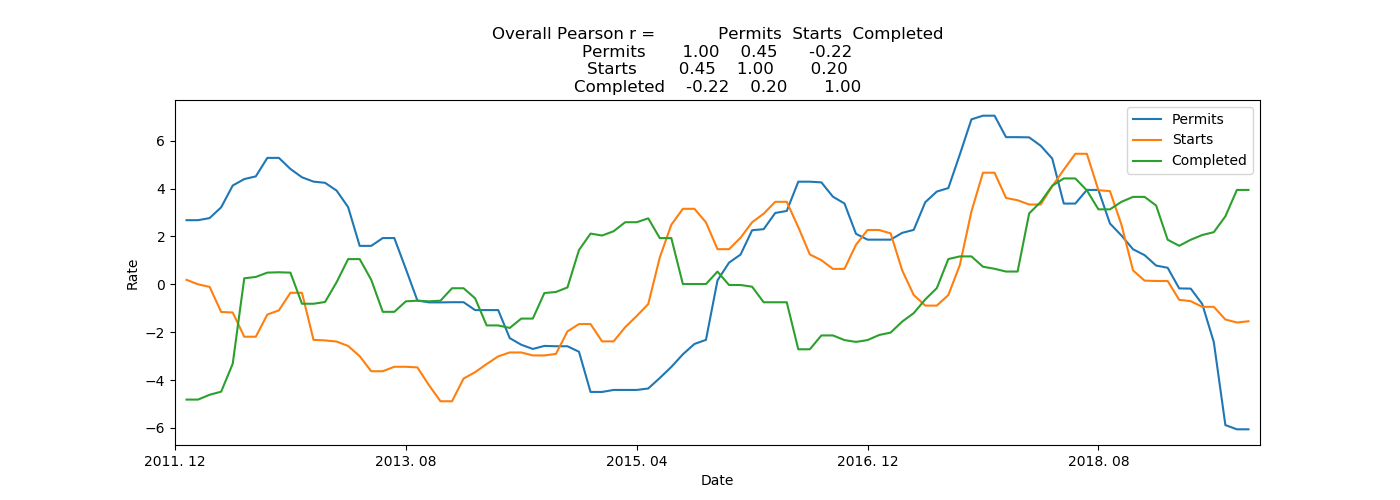 Overall Pearson r = Permits Starts Completed
Permits 1.00 0.45 -0.22
Starts 0.45 1.00 0.20
Completed -0.22 0.20 1.00
Permits
Starts
Completed
6
4
2
0
−2
−4
−6
Rate
2011. 12 2013. 08 2015. 04 2016. 12 2018. 08
Date